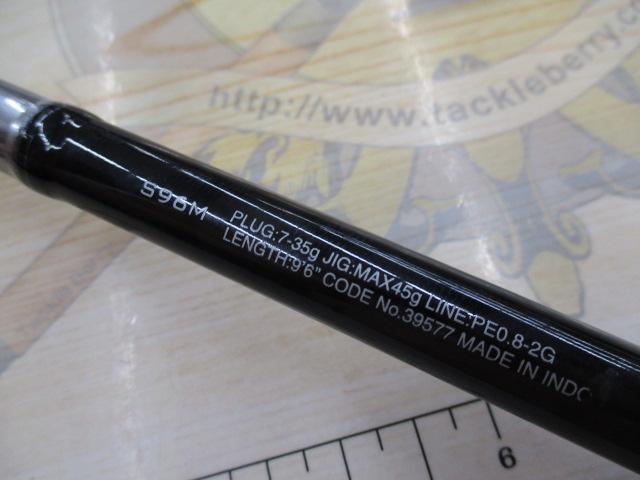 http://www.tackleberry.co
S96M
PLUG:7-35g JIG:MAX45g LINE:PE0.8-2G
LENGTH:9'6" CODE No.39577 MADE IN INDO
6